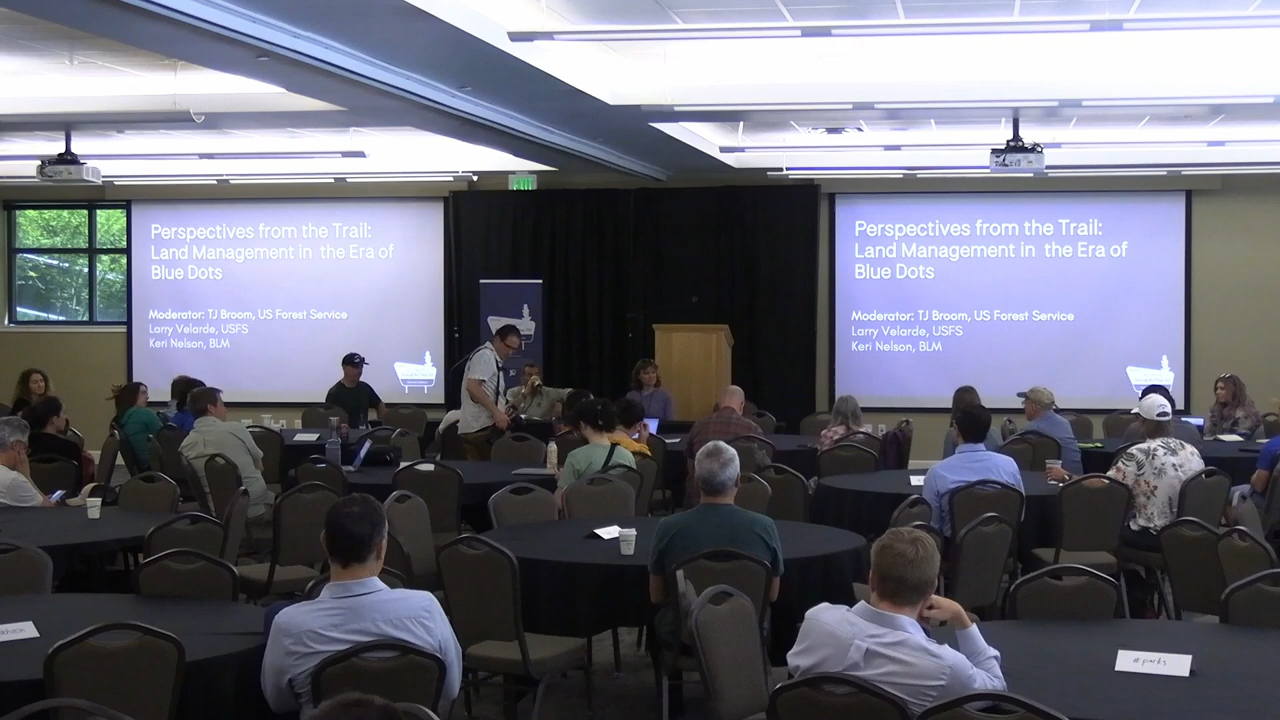 EXIT
Perspectives from the Trail:
Land Management in the Era of
Blue Dots
Moderator: TJ Broom, US Forest Service
Larry Velarde, USFS
Keri Nelson, BLM
Perspectives from the Trail:
Land Management in the Era of
Blue Dots
Moderator: TJ Broom, US Forest Service
Larry Velarde, USFS
Keri Nelson, BLM
#parks